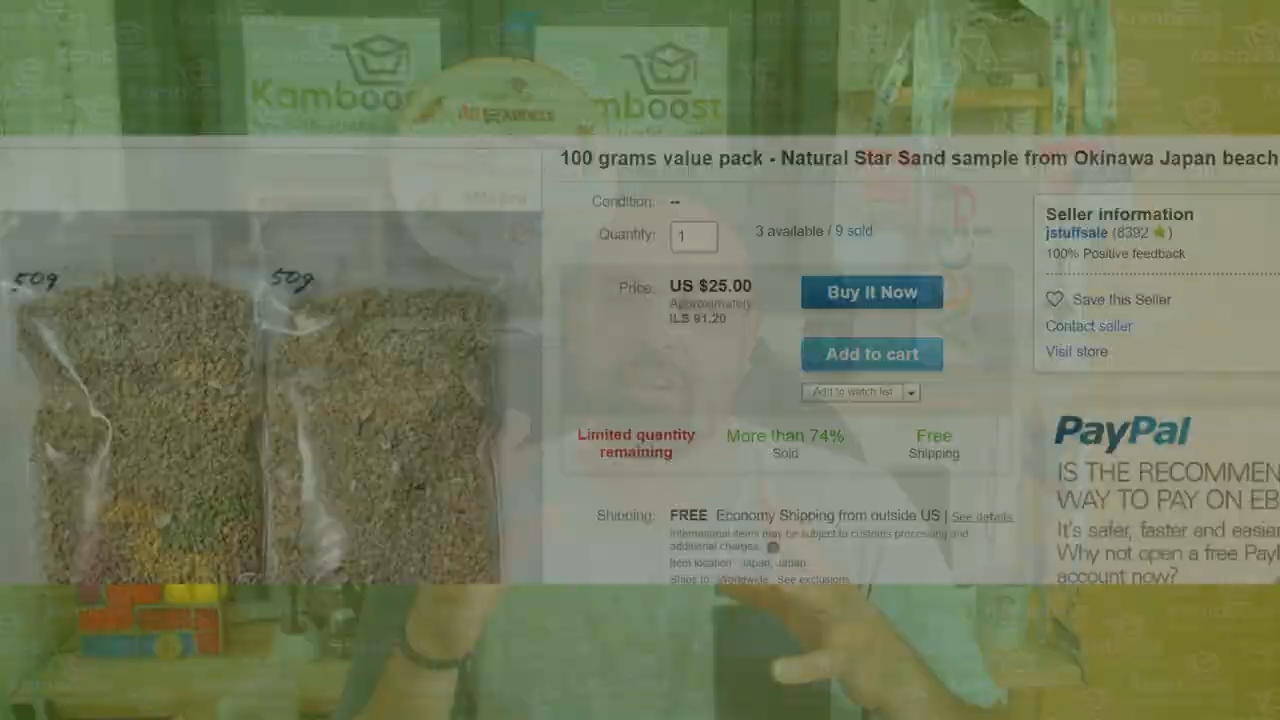 Kamboost
mboost
AliExpress
100 grams value pack - Natural Star Sand sample from Okinawa Japan beach
50g
50g
Condition: --
Quantity: 1
3 available / 9 sold
Price: US $25.00
Approximately
ILS 91.20
Buy It Now
Add to cart
Add to watch list
Seller information
jstuffsale (8392 ★)
100% Positive feedback
Save this Seller
Contact seller
Visit store
Limited quantity
remaining
More than 74%
Sold
Free
Shipping
Shipping: FREE Economy Shipping from outside US | See details
International items may be subject to customs processing and
additional charges.
Item location: Japan, Japan
Ships to: Worldwide See exclusions
PayPal
IS THE RECOMMEN
WAY TO PAY ON EB
It's safer, faster and easier
Why not open a free Payl
account now?